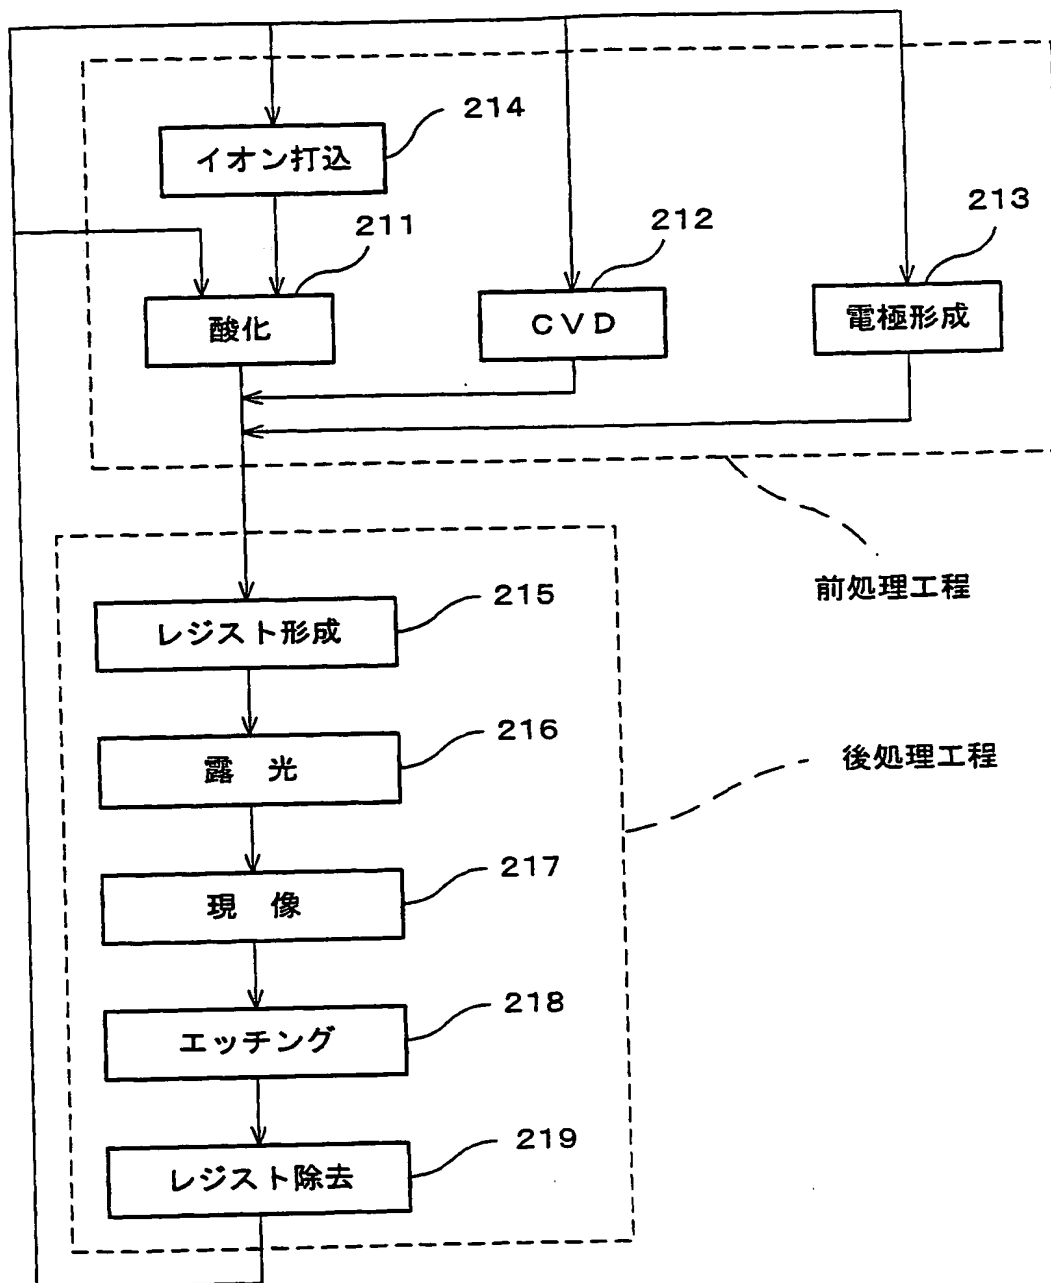 214
イオン打込
211
212
213
酸化
CVD
電極形成
前処理工程
215
レジスト形成
216
露 光
後処理工程
217
現 像
218
エッチング
219
レジスト除去